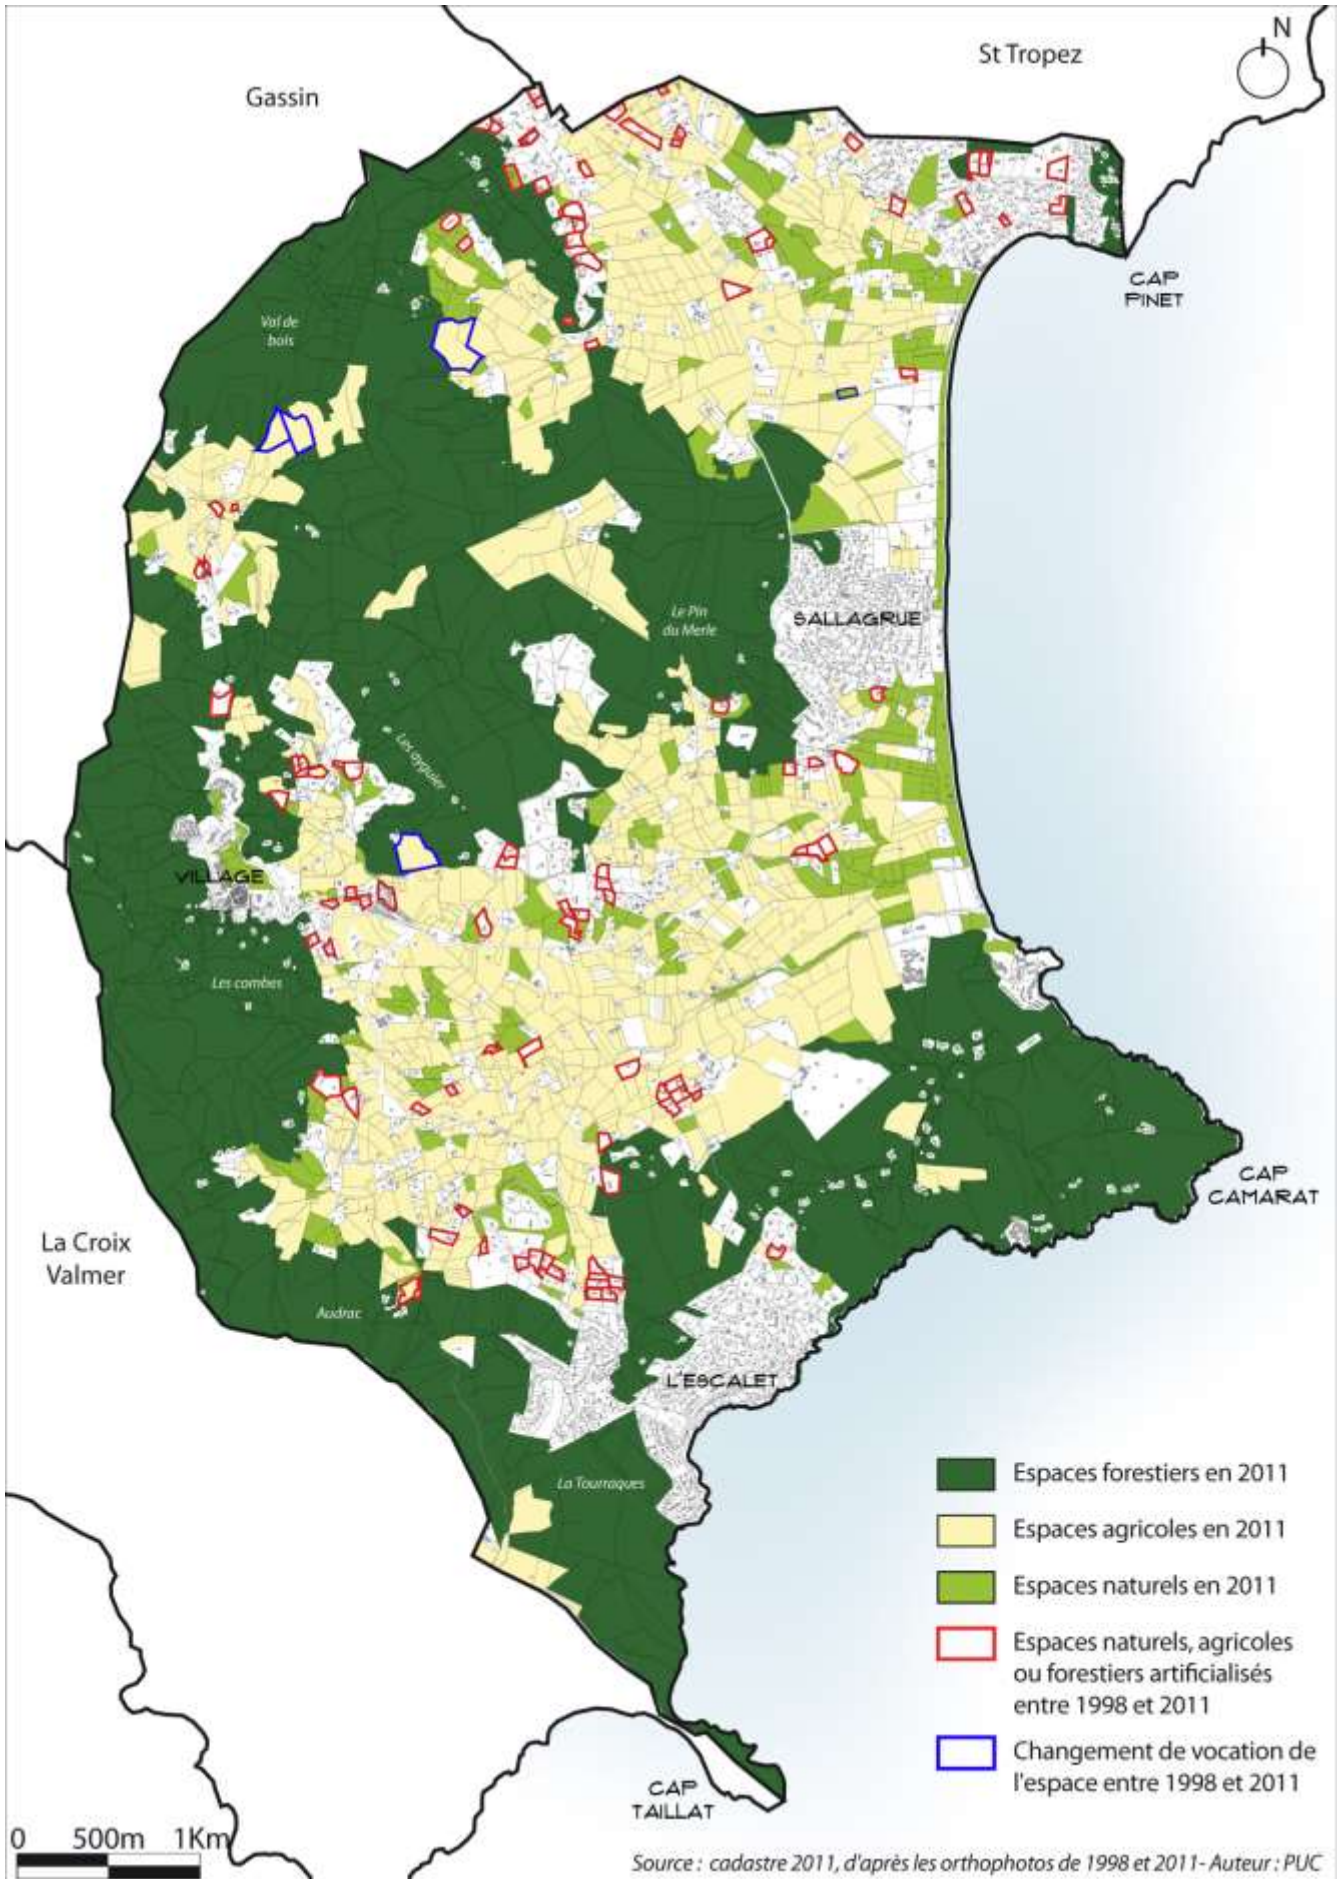 N
St Tropez
Gassin
CAP
PINET
Val de
bois
Le Pin
du Merle
SALLAGRUE
Les ayguier
VILLAGE
Les combes
CAP
CAMARAT
La Croix
Valmer
Audrac
L'ESCALET
La Tourraques
Espaces forestiers en 2011
Espaces agricoles en 2011
Espaces naturels en 2011
Espaces naturels, agricoles
ou forestiers artificialisés
entre 1998 et 2011
Changement de vocation de
l'espace entre 1998 et 2011
CAP
TAILLAT
0 500m 1Km
Source : cadastre 2011, d'après les orthophotos de 1998 et 2011- Auteur : PUC